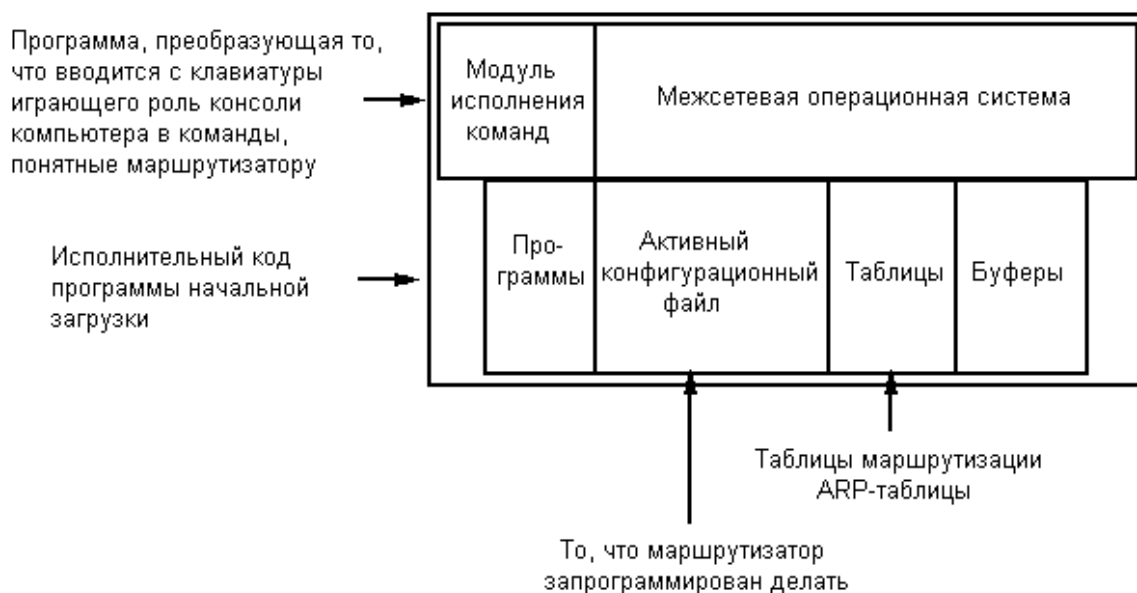 Программа, преобразующая то,
что вводится с клавиатуры
играющего роль консоли
компьютера в команды,
понятные маршрутизатору
Модуль
исполнения
команд
Межсетевая операционная система
Исполнительный код
программы начальной
загрузки
Про-
граммы
Активный
конфигурационный
файл
Таблицы
Буферы
Таблицы маршрутизации
ARP-таблицы
То, что маршрутизатор
запрограммирован делать